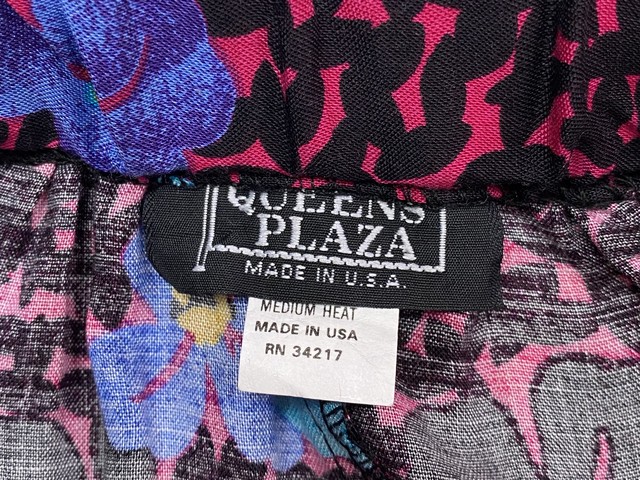 QUEENS
PLAZA
MADE IN U.S.A.
MEDIUM HEAT
MADE IN USA
RN 34217